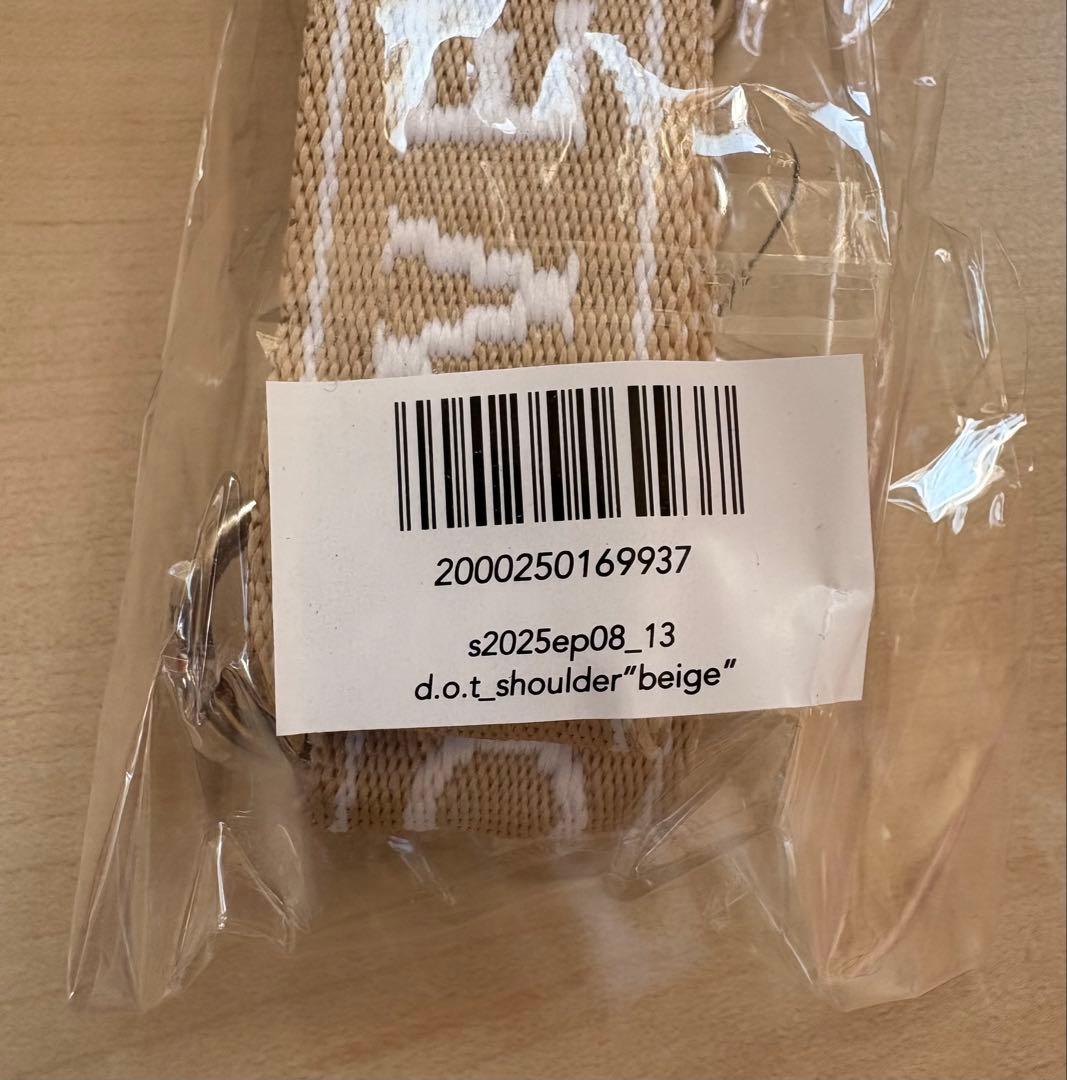 2000250169937
s2025ep08_13
d.o.t_shoulder"beige"